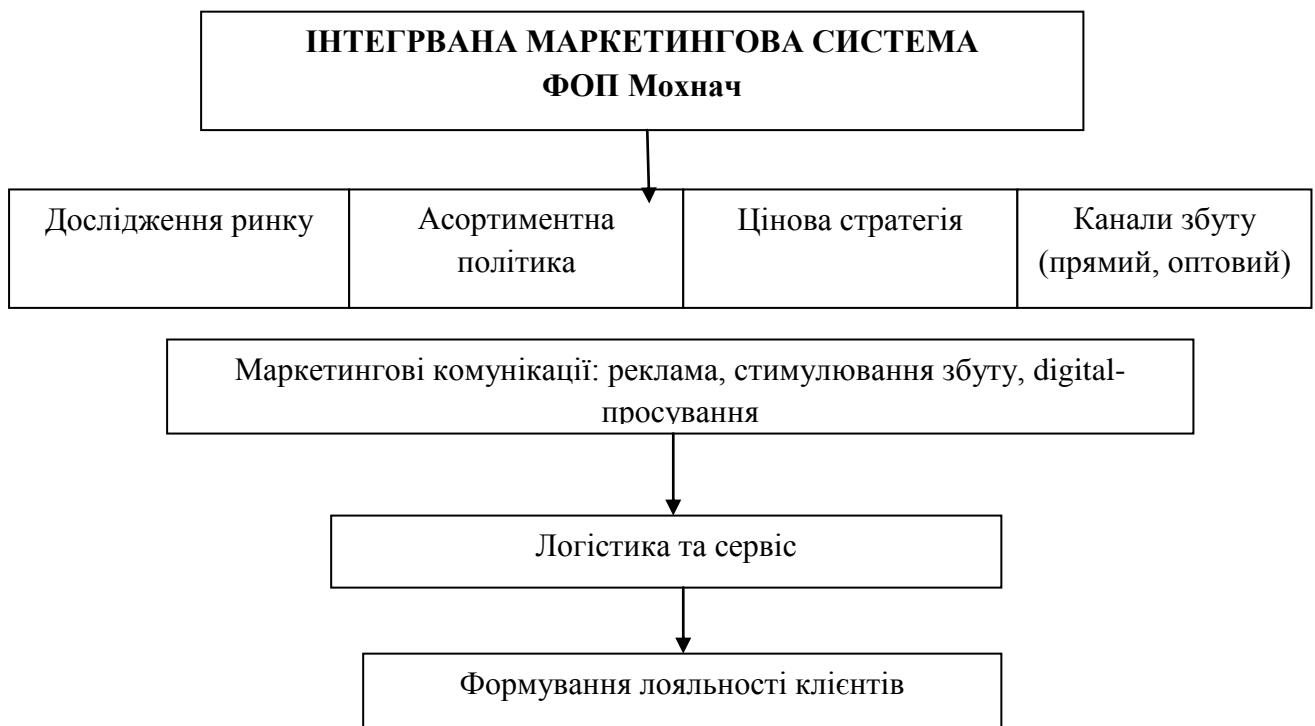 ІНТЕГРВАНА МАРКЕТИНГОВА СИСТЕМА
ФОП Мохнач
Дослідження ринку
Асортиментна
політика
Цінова стратегія
Канали збуту
(прямий, оптовий)
Маркетингові комунікації: реклама, стимулювання збуту, digital-
просування
Логістика та сервіс
Формування лояльності клієнтів